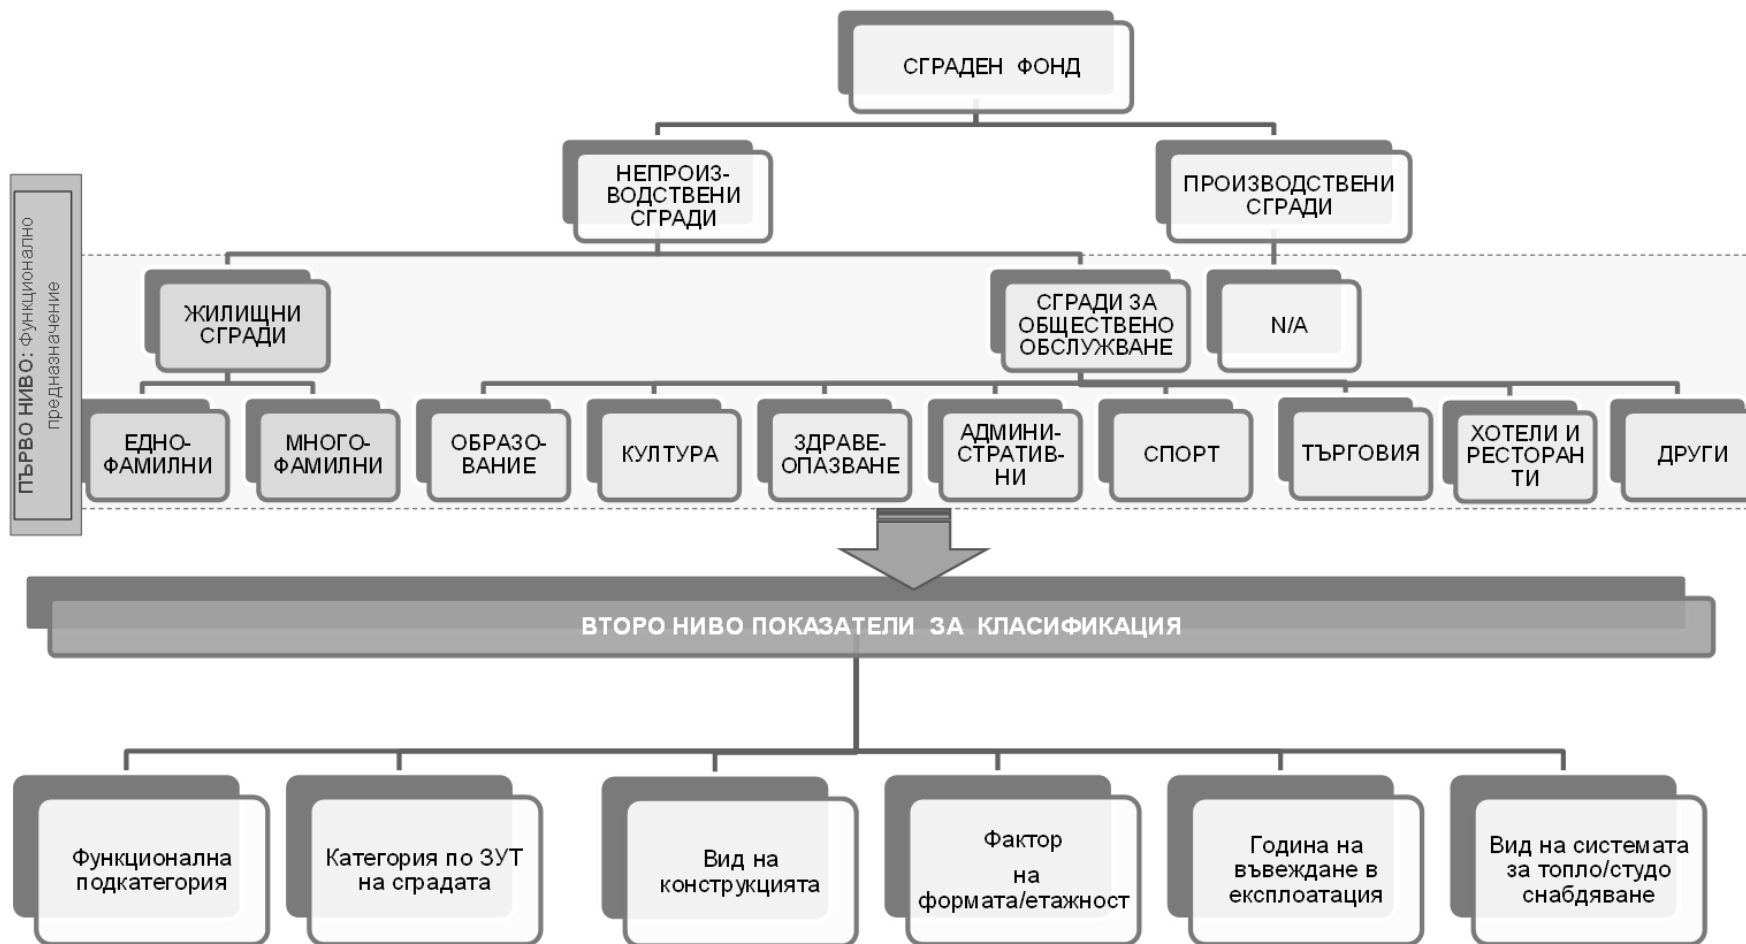 СГРАДЕН ФОНД
НЕПРОИЗ-
ВОДСТВЕНИ
СГРАДИ
ПРОИЗВОДСТВЕНИ
СГРАДИ
ПЪРВО НИВО: Функционално
предназначение
ЖИЛИЩНИ
СГРАДИ
СГРАДИ ЗА
ОБЩЕСТВЕНО
ОБСЛУЖВАНЕ
N/A
ЕДНО-
ФАМИЛНИ
МНОГО-
ФАМИЛНИ
ОБРАЗО-
ВАНИЕ
КУЛТУРА
ЗДРАВЕ-
ОПАЗВАНЕ
АДМИНИ-
СТРАТИВ-
НИ
СПОРТ
ТЪРГОВИЯ
ХОТЕЛИ И
РЕСТОРАН
ТИ
ДРУГИ
ВТОРО НИВО ПОКАЗАТЕЛИ ЗА КЛАСИФИКАЦИЯ
Функционална
подкатегория
Категория по ЗУТ
на сградата
Вид на
конструкцията
Фактор
на
формата/етажност
Година на
въвеждане в
експлоатация
Вид на системата
за топло/студо
снабдяване